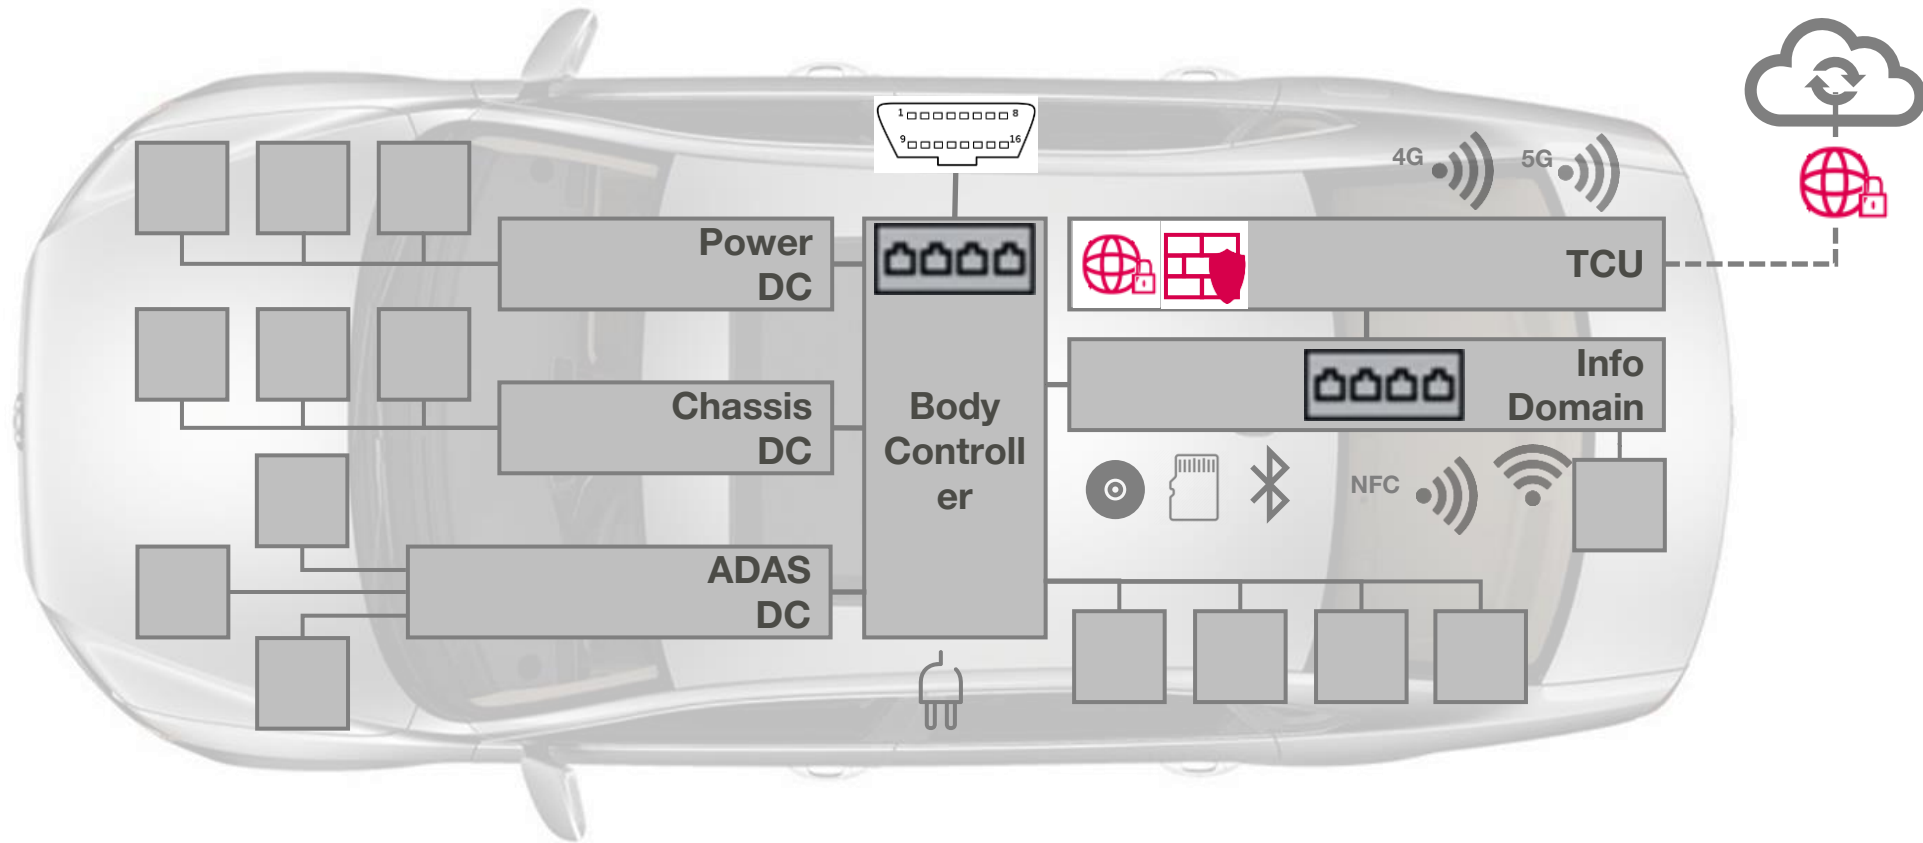 1
8
9
16
4G
5G
Power
DC
TCU
Info
Domain
Chassis
DC
Body
Controll
er
NFC
ADAS
DC